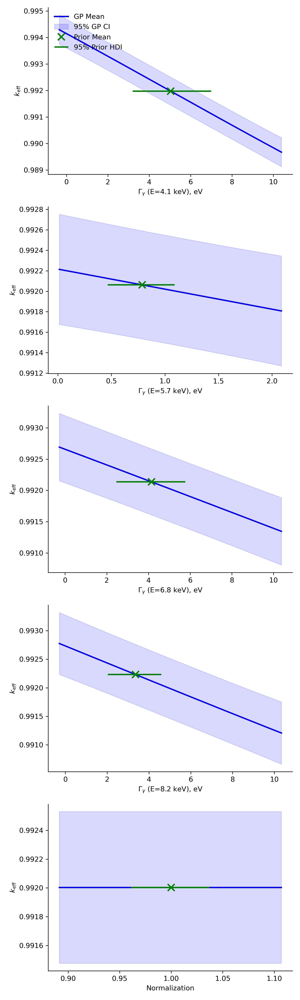 0.995
0.994
0.993
0.992
0.991
0.990
0.989
k_eff
GP Mean
95% GP CI
Prior Mean
95% Prior HDI
0 2 4 6 8 10
Γ_γ (E=4.1 keV), eV
0.9928
0.9926
0.9924
0.9922
0.9920
0.9918
0.9916
0.9914
0.9912
k_eff
0.0 0.5 1.0 1.5 2.0
Γ_γ (E=5.7 keV), eV
0.9930
0.9925
0.9920
0.9915
0.9910
k_eff
0 2 4 6 8 10
Γ_γ (E=6.8 keV), eV
0.9930
0.9925
0.9920
0.9915
0.9910
k_eff
0 2 4 6 8 10
Γ_γ (E=8.2 keV), eV
0.9924
0.9922
0.9920
0.9918
0.9916
k_eff
0.90 0.95 1.00 1.05 1.10
Normalization